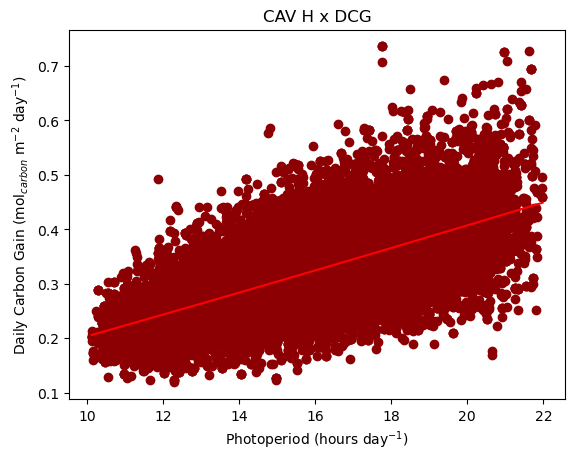 CAV H x DCG
Daily Carbon Gain (mol_{carbon} m^{−2} day^{−1})
0.7
0.6
0.5
0.4
0.3
0.2
0.1
10 12 14 16 18 20 22
Photoperiod (hours day^{−1})